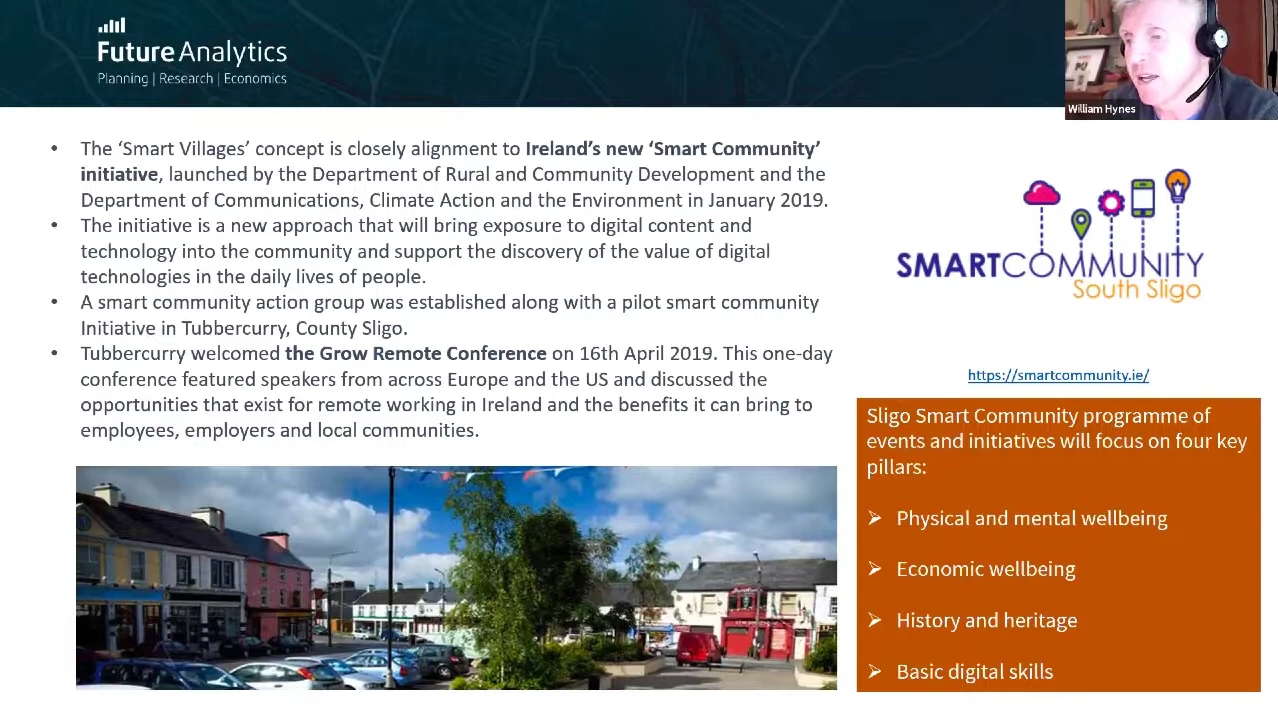 FutureAnalytics
Planning | Research | Economics
William Hynes
• The ‘Smart Villages’ concept is closely alignment to Ireland’s new ‘Smart Community’
initiative, launched by the Department of Rural and Community Development and the
Department of Communications, Climate Action and the Environment in January 2019.
• The initiative is a new approach that will bring exposure to digital content and
technology into the community and support the discovery of the value of digital
technologies in the daily lives of people.
• A smart community action group was established along with a pilot smart community
Initiative in Tubbercurry, County Sligo.
• Tubbercurry welcomed the Grow Remote Conference on 16th April 2019. This one-day
conference featured speakers from across Europe and the US and discussed the
opportunities that exist for remote working in Ireland and the benefits it can bring to
employees, employers and local communities.
SMARTCOMMUNITY
South Sligo
https://smartcommunity.ie/
Sligo Smart Community programme of
events and initiatives will focus on four key
pillars:
➢ Physical and mental wellbeing
➢ Economic wellbeing
➢ History and heritage
➢ Basic digital skills